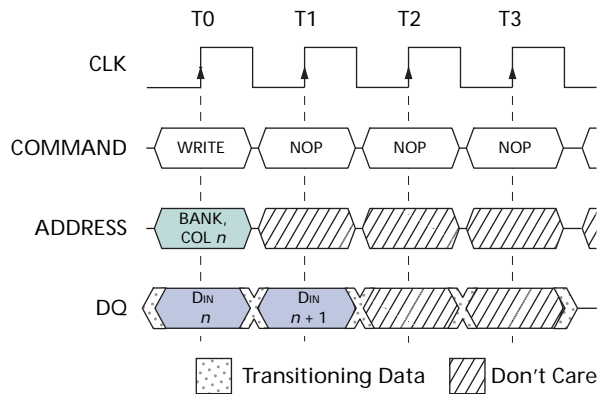 T0 T1 T2 T3
CLK
COMMAND WRITE NOP NOP NOP
ADDRESS BANK, COL n
DQ DIN n DIN n + 1
Transitioning Data Don't Care